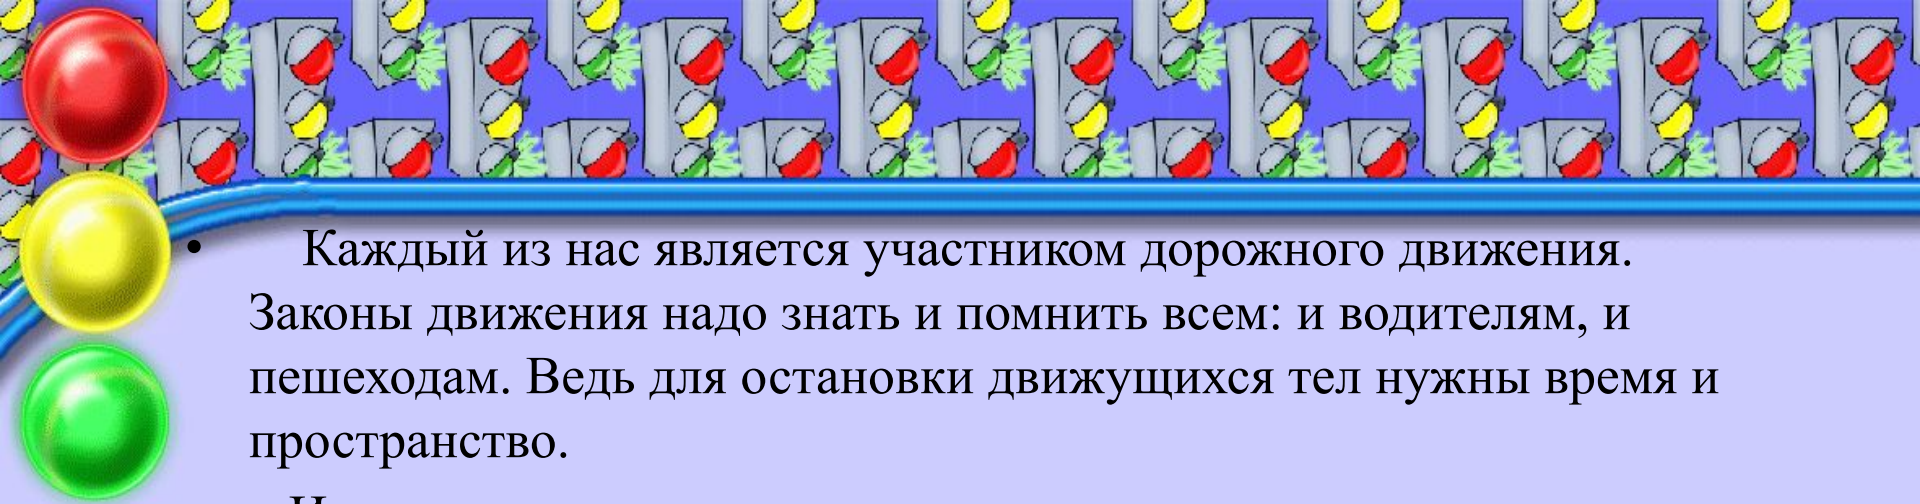 • Каждый из нас является участником дорожного движения.
Законы движения надо знать и помнить всем: и водителям, и
пешеходам. Ведь для остановки движущихся тел нужны время и
пространство.